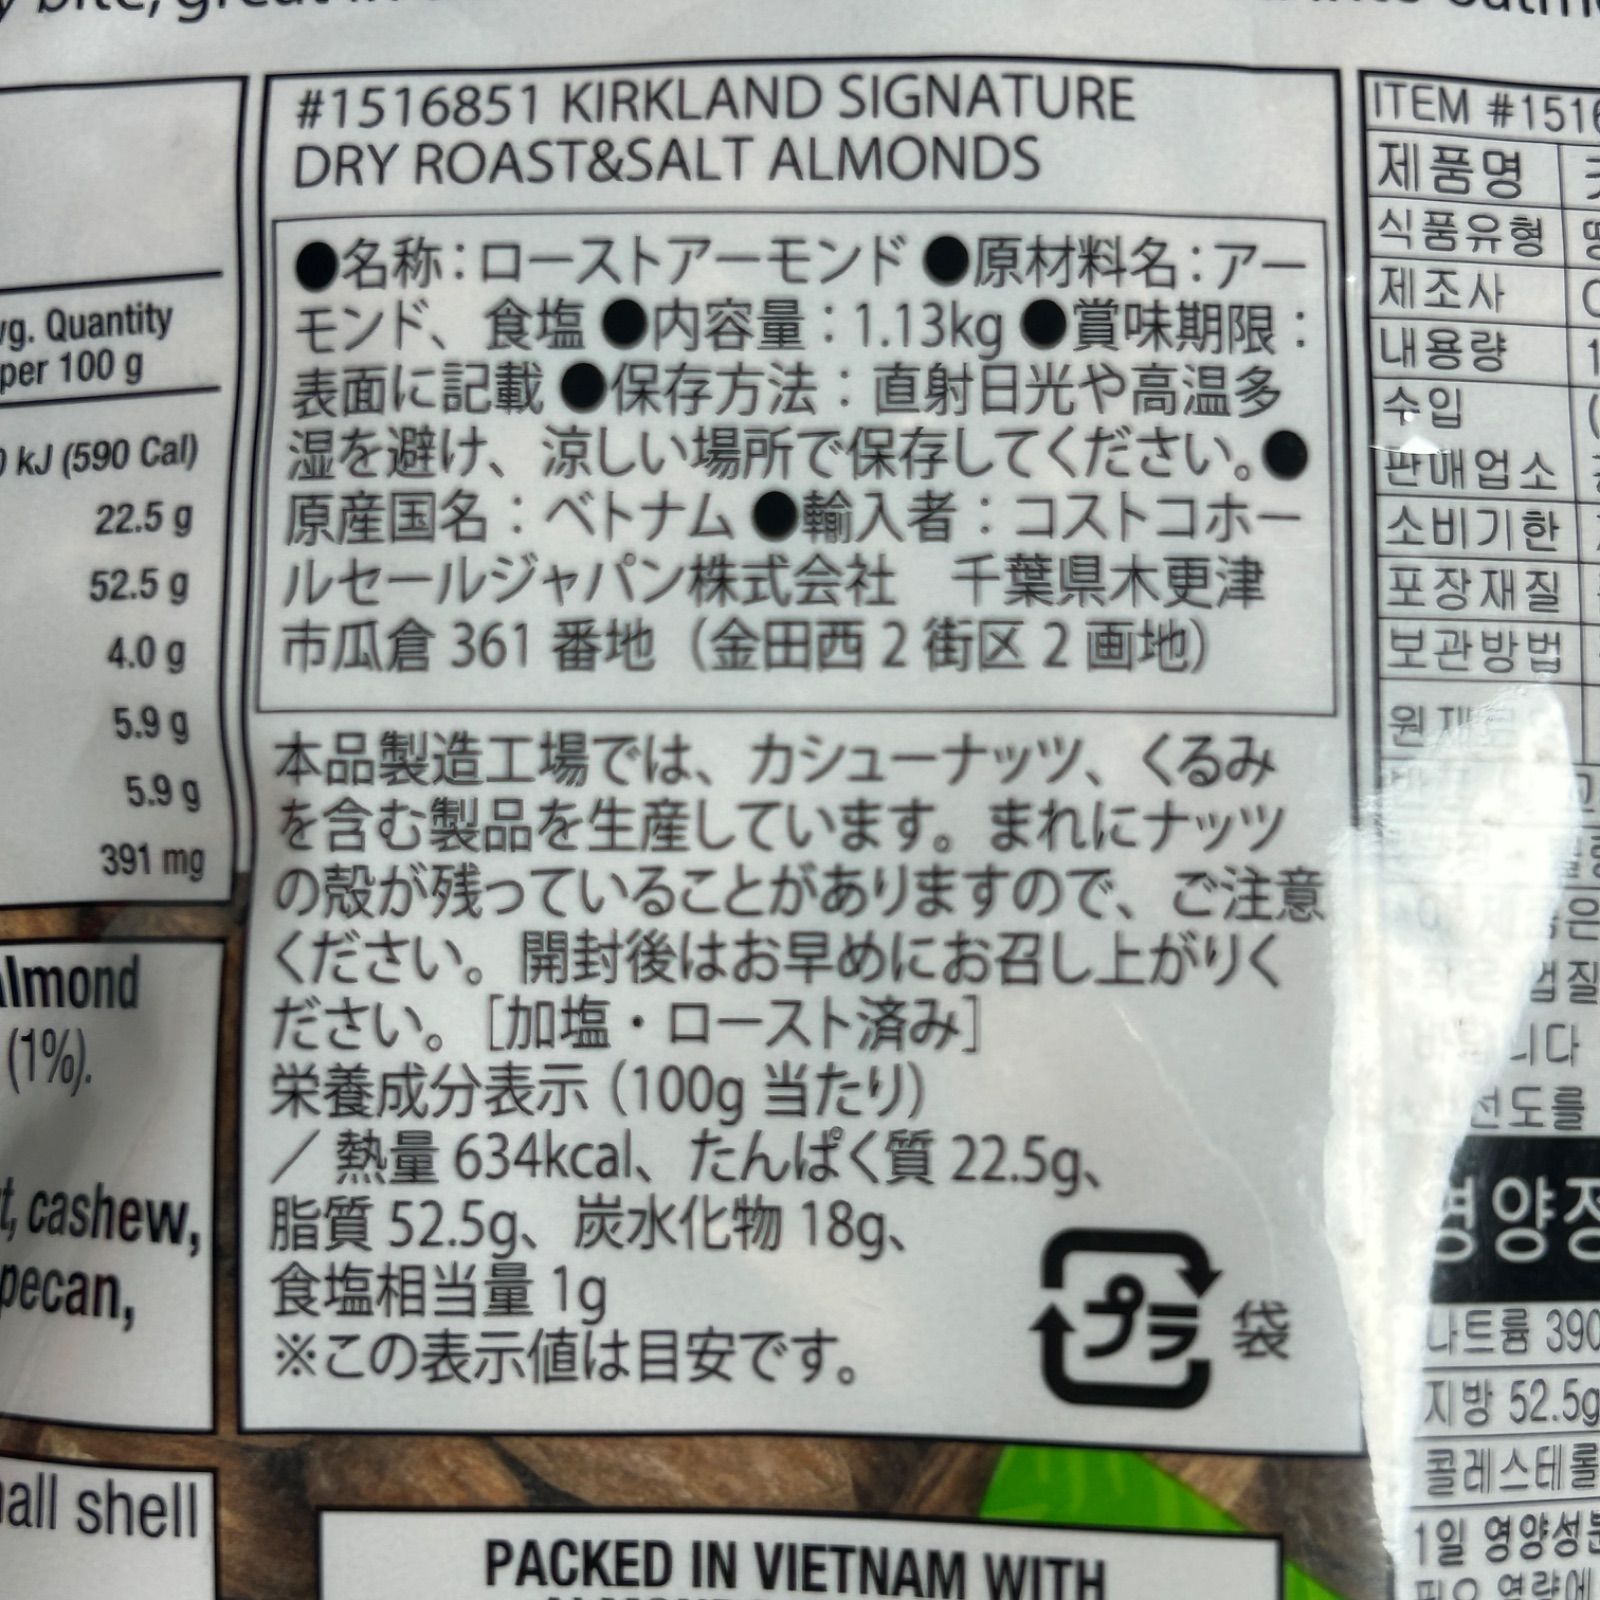 #1516851 KIRKLAND SIGNATURE
DRY ROAST&SALT ALMONDS
●名称：ローストアーモンド ●原材料名：アー
モンド、食塩 ●内容量：1.13kg ●賞味期限：
表面に記載 ●保存方法：直射日光や高温多
湿を避け、涼しい場所で保存してください。●
原産国名：ベトナム ●輸入者：コストコホー
ルセールジャパン株式会社　千葉県木更津
市瓜倉 361 番地（金田西 2 街区 2 画地）
本品製造工場では、カシューナッツ、くるみ
を含む製品を生産しています。まれにナッツ
の殻が残っていることがありますので、ご注意
ください。開封後はお早めにお召し上がりく
ださい。［加塩・ロースト済み］
栄養成分表示（100g 当たり）
／熱量 634kcal、たんぱく質 22.5g、
脂質 52.5g、炭水化物 18g、
食塩相当量 1g
※この表示値は目安です。
プラ 袋
Quantity
per 100 g
kJ (590 Cal)
22.5 g
52.5 g
4.0 g
5.9 g
5.9 g
391 mg
(1%).
cashew,
pecan,
shell
PACKED IN VIETNAM WITH
ITEM #1516
제품명
식품유형
제조사
내용량
수입
판매업소
소비기한
포장재질
보관방법
나트륨 390
지방 52.5g
콜레스테롤
1일 영양성분